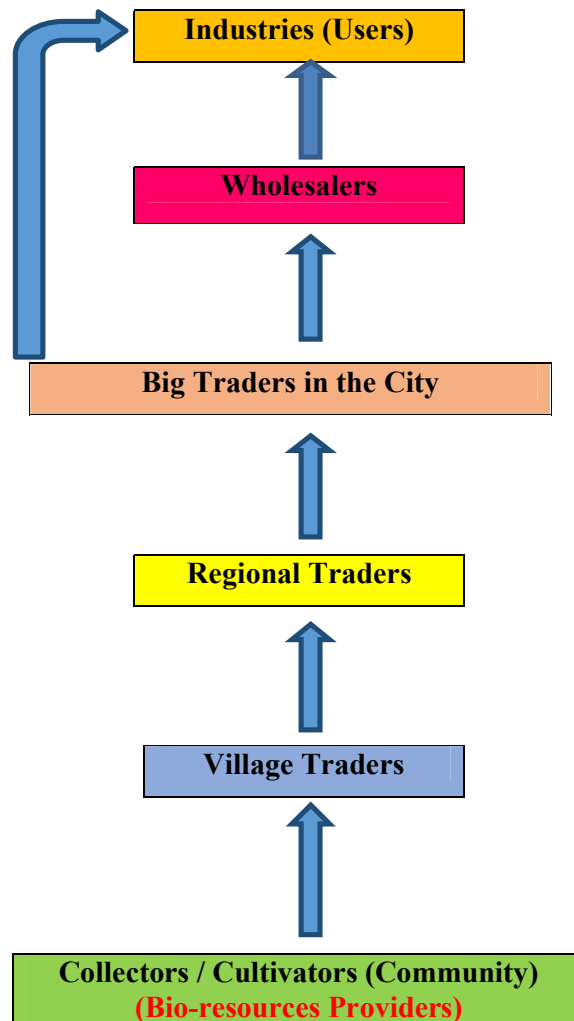 Industries (Users)
Wholesalers
Big Traders in the City
Regional Traders
Village Traders
Collectors / Cultivators (Community)
(Bio-resources Providers)